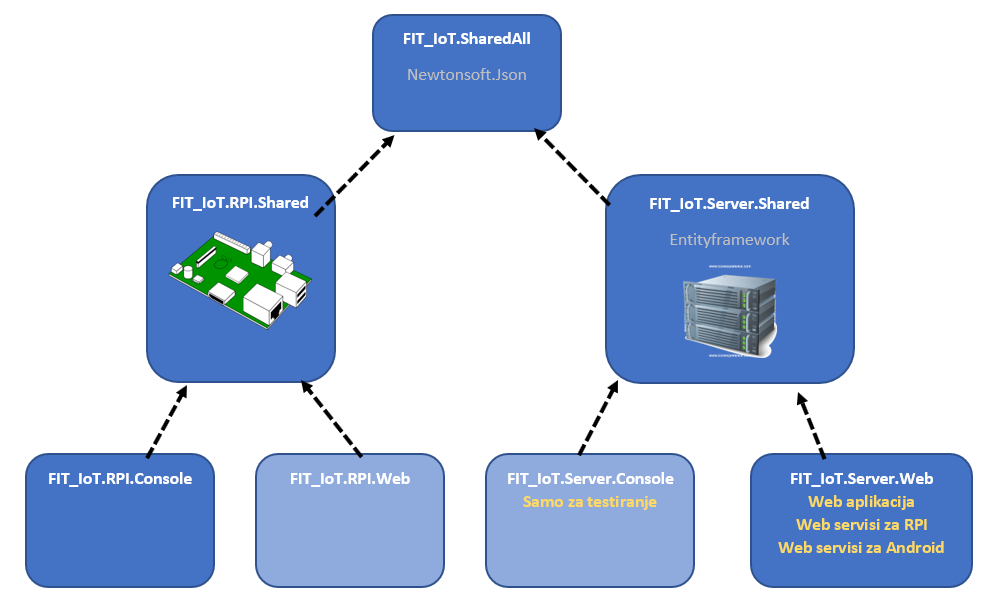 FIT_IoT.SharedAll
Newtonsoft.Json
FIT_IoT.RPI.Shared
FIT_IoT.Server.Shared
Entityframework
FIT_IoT.RPI.Console
FIT_IoT.RPI.Web
FIT_IoT.Server.Console
Samo za testiranje
FIT_IoT.Server.Web
Web aplikacija
Web servisi za RPI
Web servisi za Android